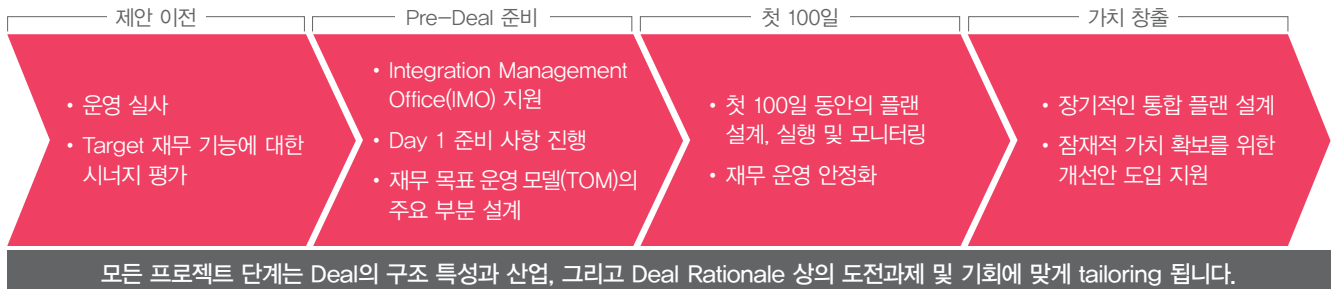 제안 이전
Pre-Deal 준비
첫 100일
가치 창출
• 운영 실사
• Target 재무 기능에 대한
시너지 평가
• Integration Management
Office(IMO) 지원
• Day 1 준비 사항 진행
• 재무 목표 운영 모델(TOM)의
주요 부분 설계
• 첫 100일 동안의 플랜
설계, 실행 및 모니터링
• 재무 운영 안정화
• 장기적인 통합 플랜 설계
• 잠재적 가치 확보를 위한
개선안 도입 지원
모든 프로젝트 단계는 Deal의 구조 특성과 산업, 그리고 Deal Rationale 상의 도전과제 및 기회에 맞게 tailoring 됩니다.